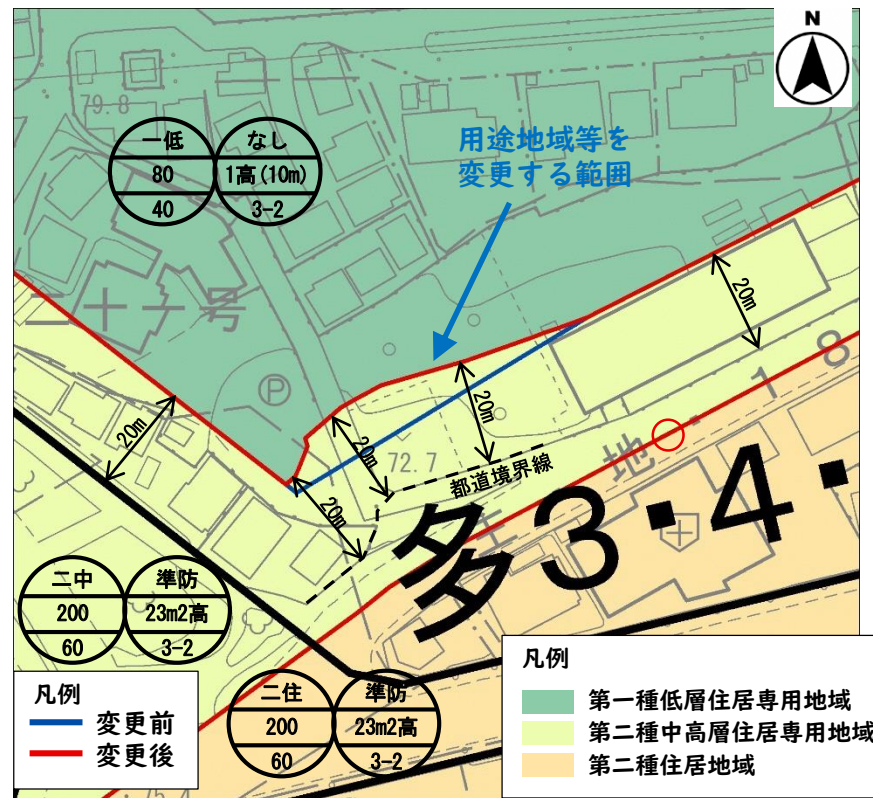 N
79.8
一低
80
40
なし
1高(10m)
3-2
用途地域等を
変更する範囲
二十一号
P
20m
20m
20m
20m
20m
72.7
都道境界線
地
18
多3・4・
二中
200
60
準防
23m2高
3-2
二住
200
60
準防
23m2高
3-2
凡例
変更前
変更後
凡例
第一種低層住居専用地域
第二種中高層住居専用地域
第二種住居地域
75.4